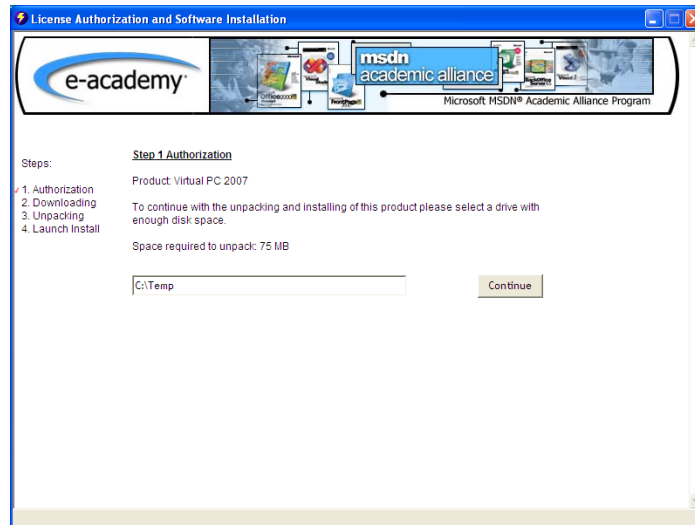 License Authorization and Software Installation
e-academy
msdn
academic alliance
Microsoft MSDN® Academic Alliance Program
Steps:
1. Authorization
2. Downloading
3. Unpacking
4. Launch Install
Step 1 Authorization
Product: Virtual PC 2007
To continue with the unpacking and installing of this product please select a drive with
enough disk space.
Space required to unpack: 75 MB
C:\Temp
Continue